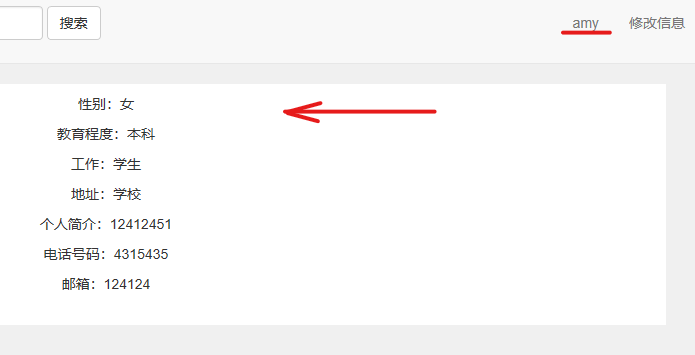 搜索 amy 修改信息
性别：女
教育程度：本科
工作：学生
地址：学校
个人简介：12412451
电话号码：4315435
邮箱：124124